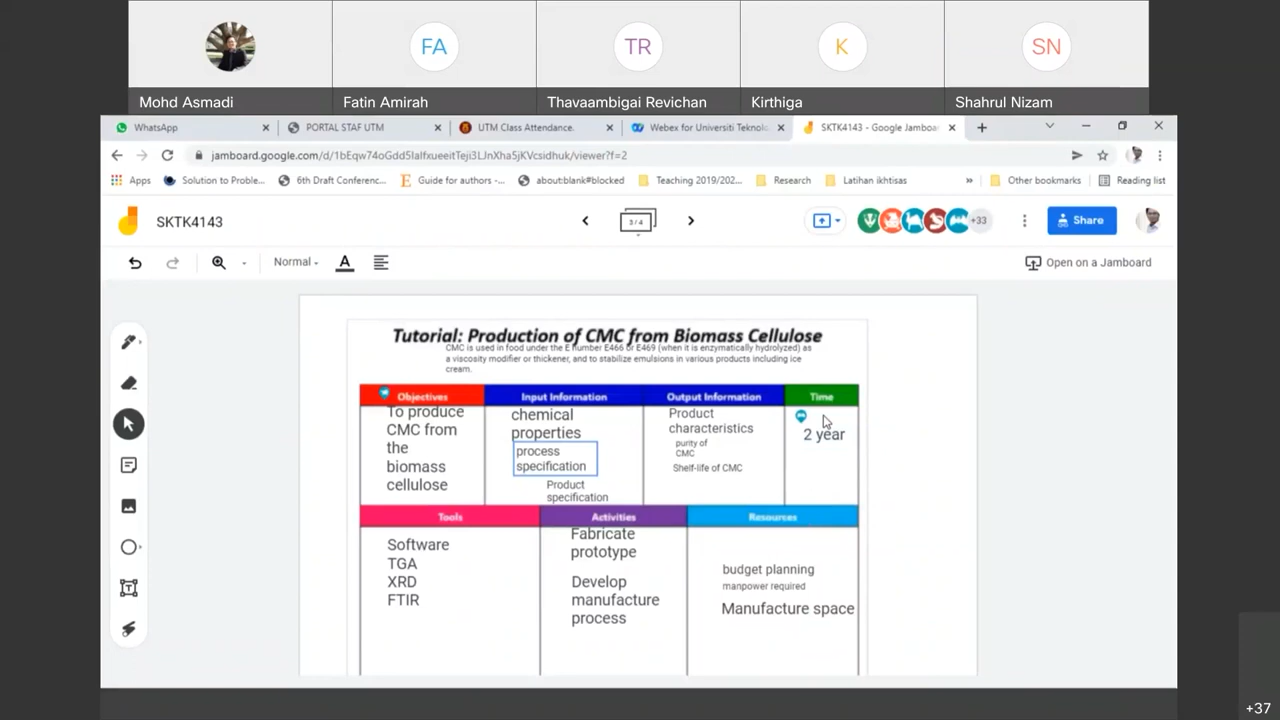 FA
TR
K
SN
Mohd Asmadi
Fatin Amirah
Thavaambigai Revichan
Kirthiga
Shahrul Nizam
WhatsApp
PORTAL STAF UTM
UTM Class Attendance.
Webex for Universiti Teknolo
SKTK4143 - Google Jamboar
jamboard.google.com/d/1bEqw74oGdd5IaIfxueeitTeji3LJnXha5jKVcsidhuk/viewer?f=2
Apps
Solution to Proble...
6th Draft Conferenc...
Guide for authors -...
about:blank#blocked
Teaching 2019/202...
Research
Latihan ikhtisas
»
Other bookmarks
Reading list
SKTK4143
3/4
+33
Share
Normal
A
Open on a Jamboard
Tutorial: Production of CMC from Biomass Cellulose
CMC is used in food under the E number E466 or E469 (when it is enzymatically hydrolyzed) as
a viscosity modifier or thickener, and to stabilize emulsions in various products including ice
cream.
Objectives
Input Information
Output Information
Time
To produce
CMC from
the
biomass
cellulose
chemical
properties
process
specification
Product
specification
Product
characteristics
purity of
CMC
Shelf-life of CMC
2 year
Tools
Activities
Resources
Software
TGA
XRD
FTIR
Fabricate
prototype
Develop
manufacture
process
budget planning
manpower required
Manufacture space
+37